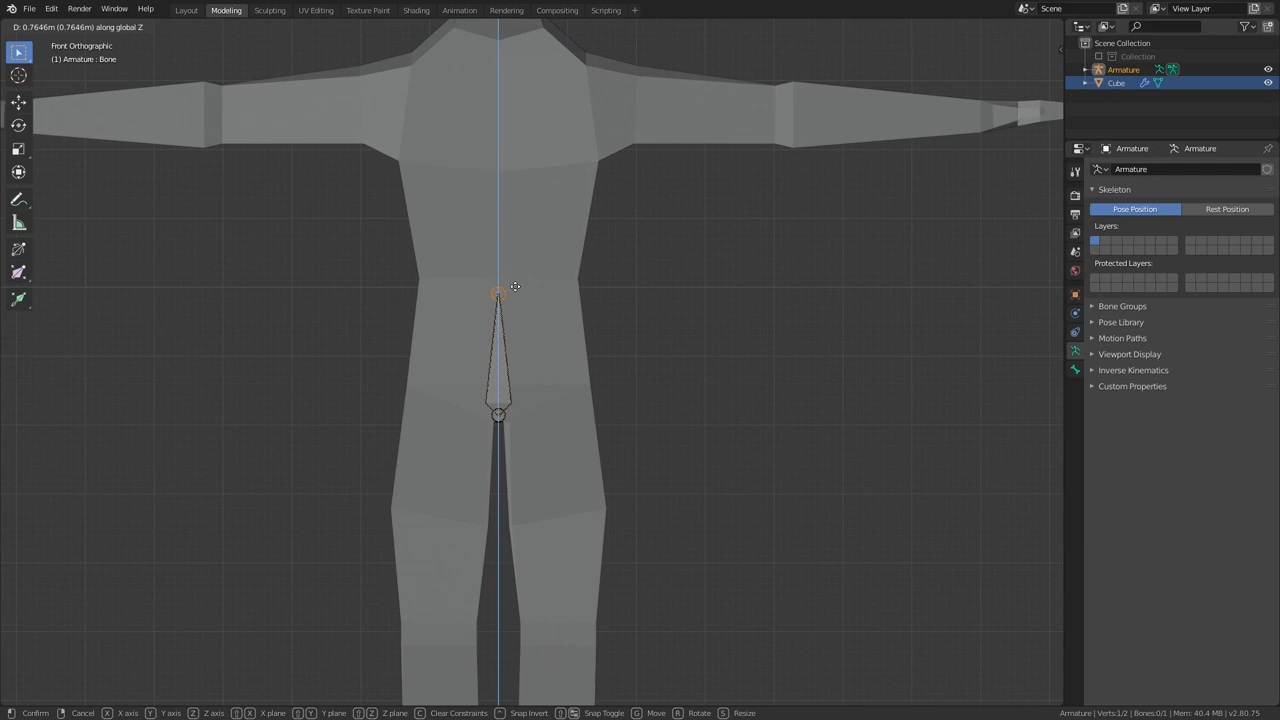 File Edit Render Window Help Layout Modeling Sculpting UV Editing Texture Paint Shading Animation Rendering Compositing Scripting + Scene View Layer
D: 0.7646m (0.7646m) along global Z
Front Orthographic
(1) Armature : Bone
Scene Collection
Collection
Armature
Cube
Armature Armature
Armature
Skeleton
Pose Position Rest Position
Layers:
Protected Layers:
Bone Groups
Pose Library
Motion Paths
Viewport Display
Inverse Kinematics
Custom Properties
Confirm Cancel X X axis Y Y axis Z Z axis X X plane Y Y plane Z Z plane C Clear Constraints Snap Invert Snap Toggle G Move R Rotate S Resize Armature | Verts:1/2 | Bones:0/1 | Mem: 40.4 MB | v2.80.75